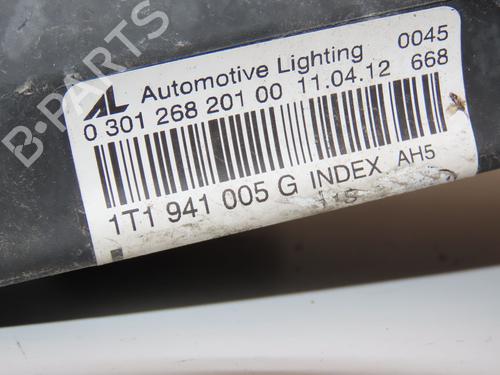 B-PARTS
AL Automotive Lighting 0045
0 301 268 201 00 11.04.12 668
1T1 941 005 G INDEX AH5